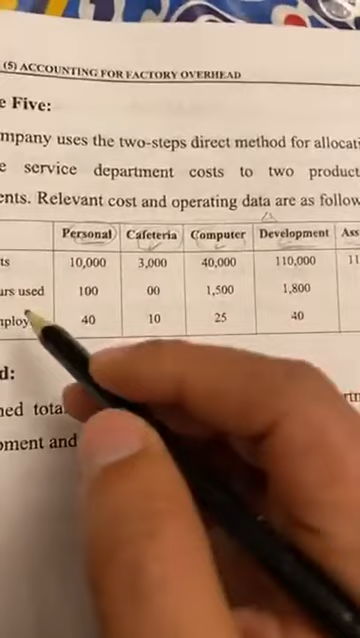 (5) ACCOUNTING FOR FACTORY OVERHEAD
e Five:
mpany uses the two-steps direct method for allocati
e service department costs to two product
ents. Relevant cost and operating data are as follow
Personal Cafeteria Computer Development Ass
ts 10,000 3,000 40,000 110,000 11
urs used 100 00 1,500 1,800
mploy 40 10 25 40
d:
ned tota
oment and